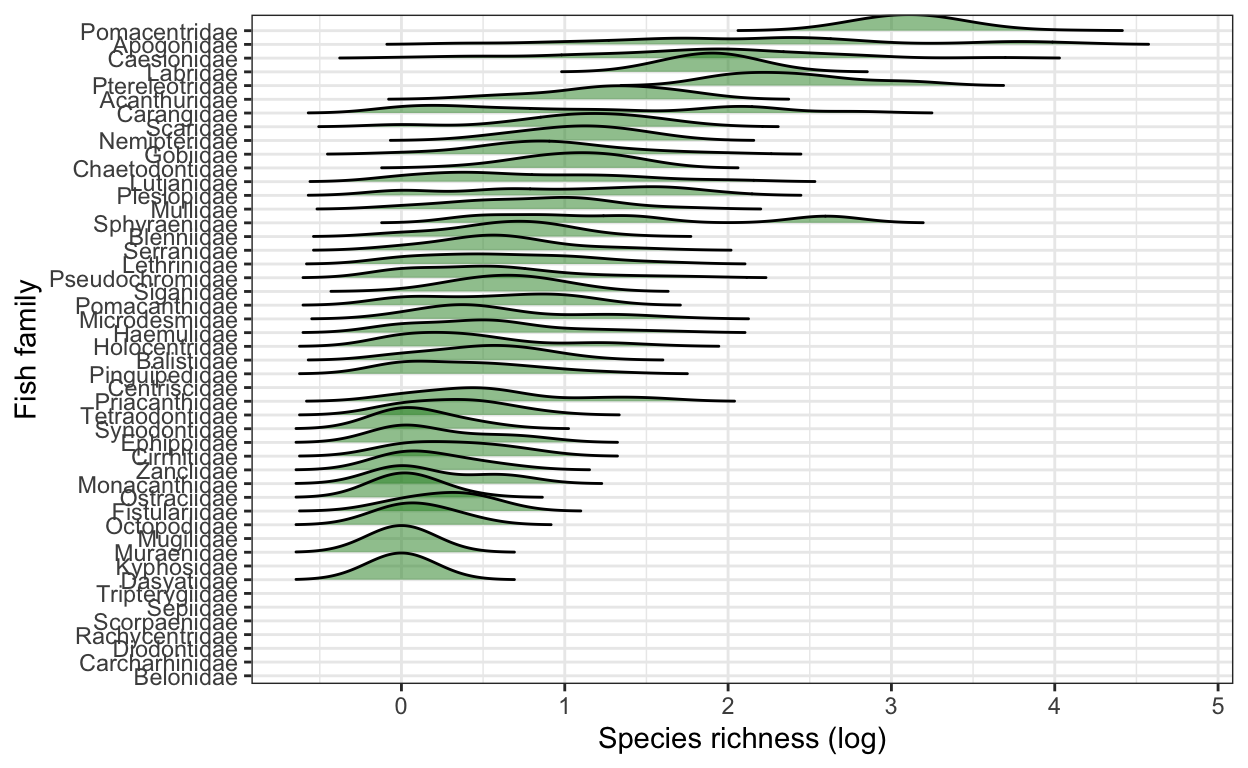 Pomacentridae
Apogonidae
Caesionidae
Labridae
Ptereleotridae
Acanthuridae
Carangidae
Scaridae
Nemipteridae
Gobiidae
Chaetodontidae
Lutjanidae
Plesiopidae
Mullidae
Sphyraenidae
Blenniidae
Serranidae
Lethrinidae
Pseudochromidae
Siganidae
Pomacanthidae
Microdesmidae
Haemulidae
Holocentridae
Balistidae
Pinguipedidae
Centriscidae
Priacanthidae
Tetraodontidae
Synodontidae
Ephippidae
Cirrhitidae
Zanclidae
Monacanthidae
Ostraciidae
Fistulariidae
Octopodidae
Mugilidae
Muraenidae
Kyphosidae
Dasyatidae
Tripterygiidae
Sepiidae
Scorpaenidae
Rachycentridae
Diodontidae
Carcharhinidae
Belonidae
Fish family
0 1 2 3 4 5
Species richness (log)